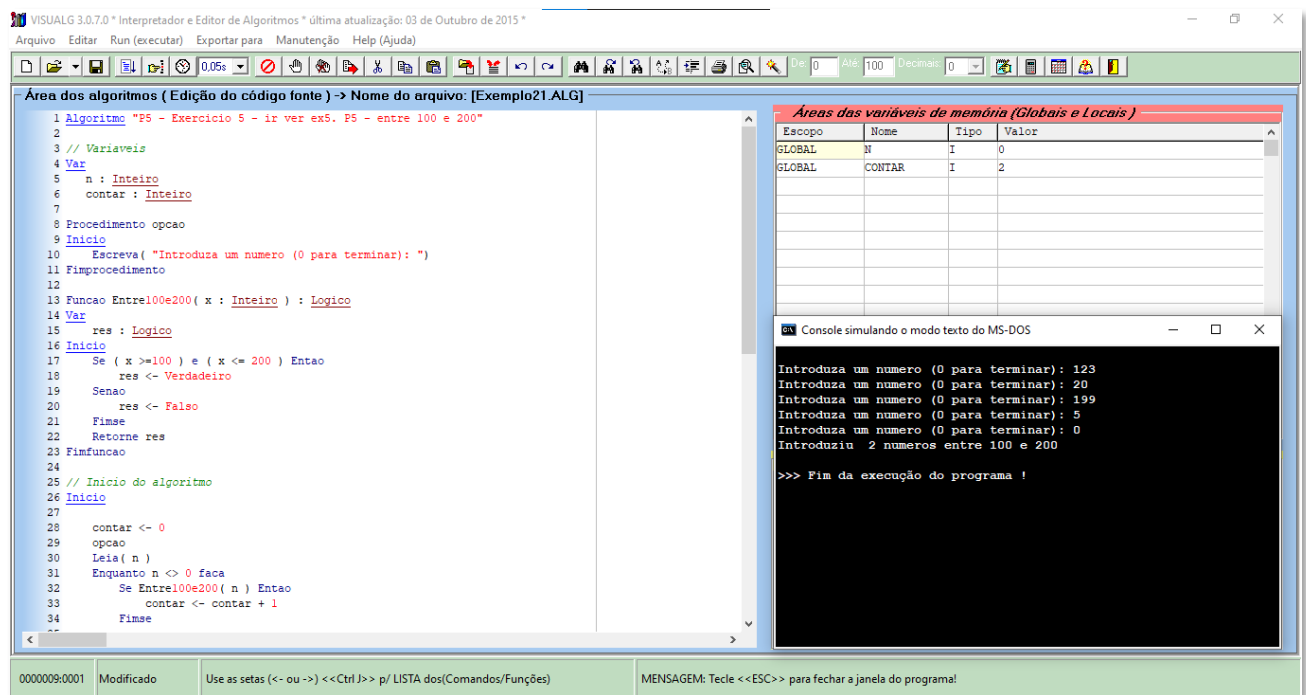 VISUALG 3.0.7.0 * Interpretador e Editor de Algoritmos * última atualização: 03 de Outubro de 2015 *
Arquivo Editar Run (executar) Exportar para Manutenção Help (Ajuda)
0,05s De: 0 Até 100 Decimais 0
Área dos algoritmos ( Edição do código fonte ) -> Nome do arquivo: [Exemplo21.ALG]
1 Algoritmo "P5 - Exercicio 5 - ir ver ex5. P5 - entre 100 e 200"
2
3 // Variaveis
4 Var
5 n : Inteiro
6 contar : Inteiro
7
8 Procedimento opcao
9 Inicio
10 Escreva( "Introduza um numero (0 para terminar): ")
11 Fimprocedimento
12
13 Funcao Entre100e200( x : Inteiro ) : Logico
14 Var
15 res : Logico
16 Inicio
17 Se ( x >=100 ) e ( x <= 200 ) Entao
18 res <- Verdadeiro
19 Senao
20 res <- Falso
21 Fimse
22 Retorne res
23 Fimfuncao
24
25 // Inicio do algoritmo
26 Inicio
27
28 contar <- 0
29 opcao
30 Leia( n )
31 Enquanto n <> 0 faca
32 Se Entre100e200( n ) Entao
33 contar <- contar + 1
34 Fimse
Áreas das variáveis de memória (Globais e Locais )
Escopo Nome Tipo Valor
GLOBAL N I 0
GLOBAL CONTAR I 2
Console simulando o modo texto do MS-DOS
Introduza um numero (0 para terminar): 123
Introduza um numero (0 para terminar): 20
Introduza um numero (0 para terminar): 199
Introduza um numero (0 para terminar): 5
Introduza um numero (0 para terminar): 0
Introduziu 2 numeros entre 100 e 200
>>> Fim da execução do programa !
0000009:0001 Modificado Use as setas (<- ou ->) <<Ctrl J>> p/ LISTA dos(Comandos/Funções) MENSAGEM: Tecle <<ESC>> para fechar a janela do programa!